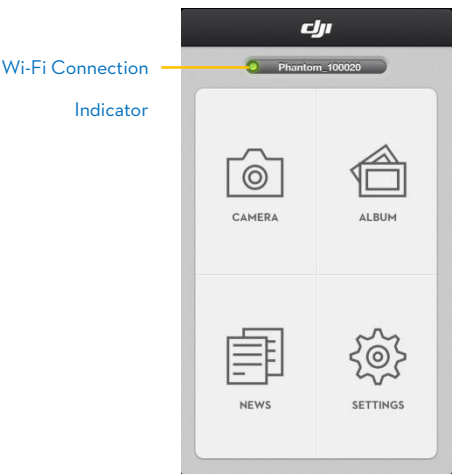 dji
Wi-Fi Connection
Indicator
Phantom_100020
CAMERA
ALBUM
NEWS
SETTINGS